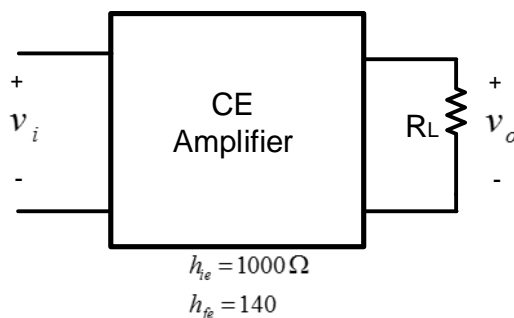 +
v_i
-
CE
Amplifier
RL
+
v_o
-
h_ie = 1000 Ω
h_fe = 140